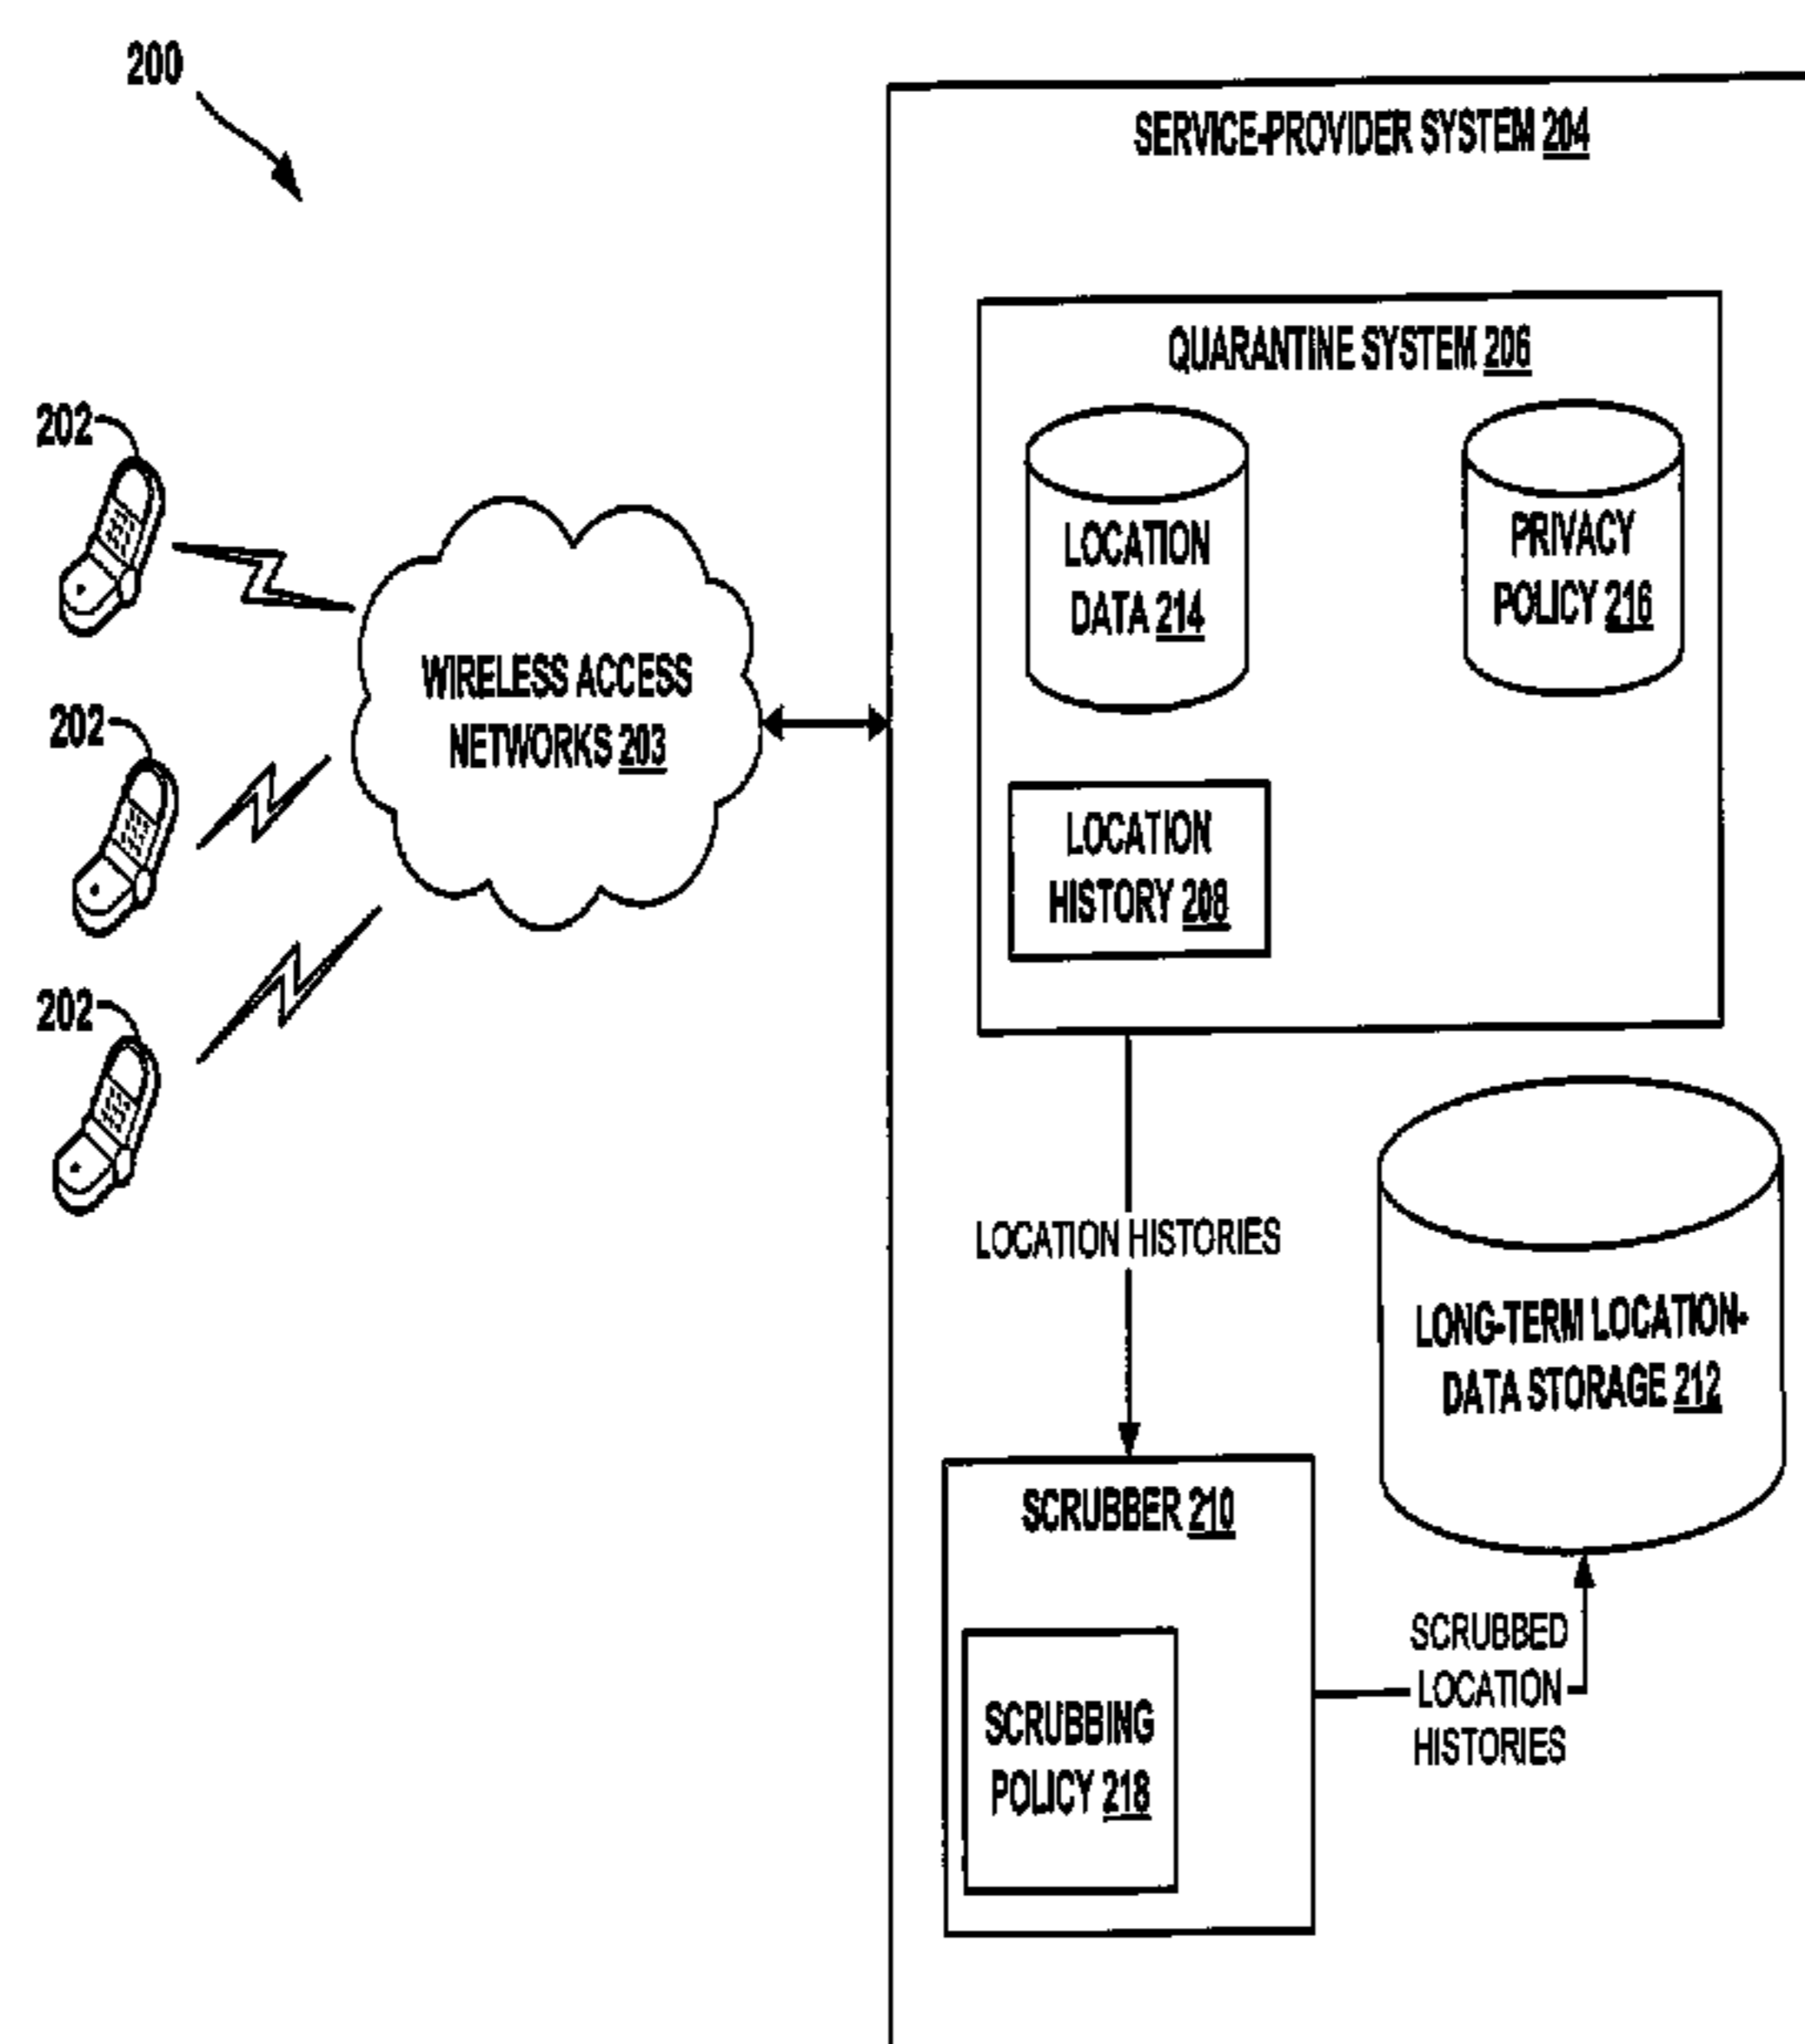 200
SERVICE-PROVIDER SYSTEM 204
QUARANTINE SYSTEM 206
202
LOCATION
DATA 214
PRIVACY
POLICY 216
WIRELESS ACCESS
NETWORKS 203
202
LOCATION
HISTORY 208
202
LOCATION HISTORIES
LONG-TERM LOCATION-
DATA STORAGE 212
SCRUBBER 210
SCRUBBED
LOCATION
HISTORIES
SCRUBBING
POLICY 218